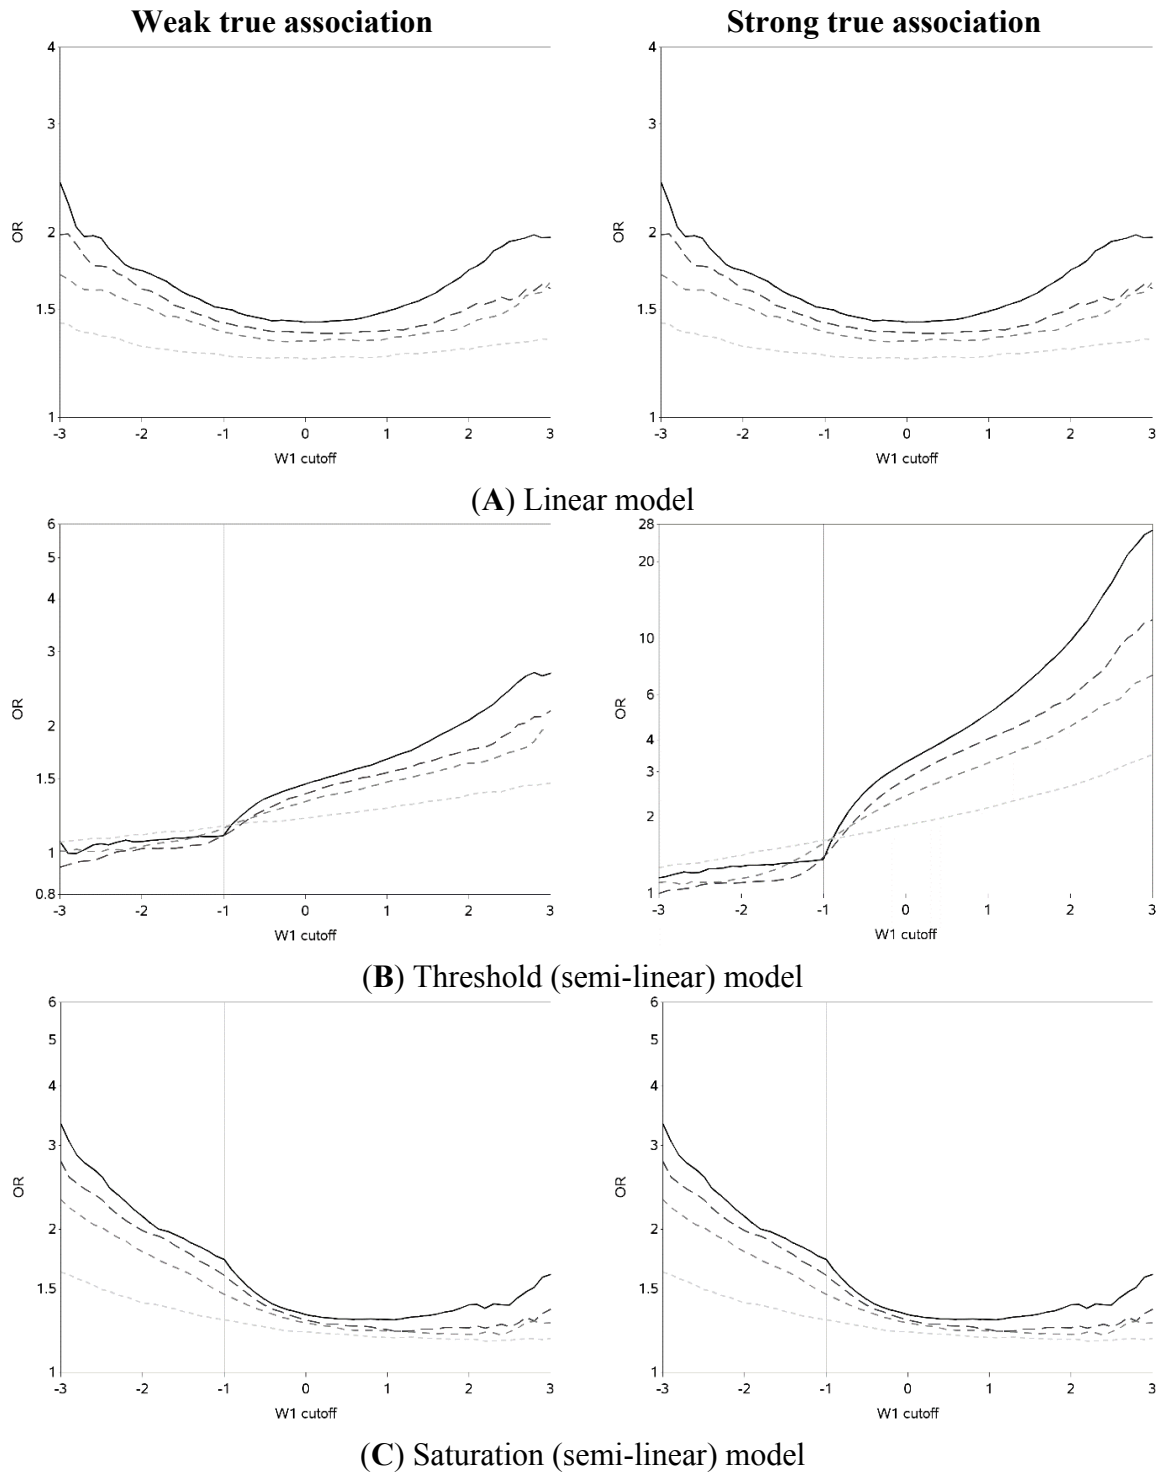 Weak true association
Strong true association
4
3
2
1.5
1
OR
-3 -2 -1 0 1 2 3
W1 cutoff
4
3
2
1.5
1
OR
-3 -2 -1 0 1 2 3
W1 cutoff
(A) Linear model
6
5
4
3
2
1.5
1
0.8
OR
-3 -2 -1 0 1 2 3
W1 cutoff
28
20
10
6
4
3
2
1
OR
-3 -2 -1 0 1 2 3
W1 cutoff
(B) Threshold (semi-linear) model
6
5
4
3
2
1.5
1
OR
-3 -2 -1 0 1 2 3
W1 cutoff
6
5
4
3
2
1.5
1
OR
-3 -2 -1 0 1 2 3
W1 cutoff
(C) Saturation (semi-linear) model